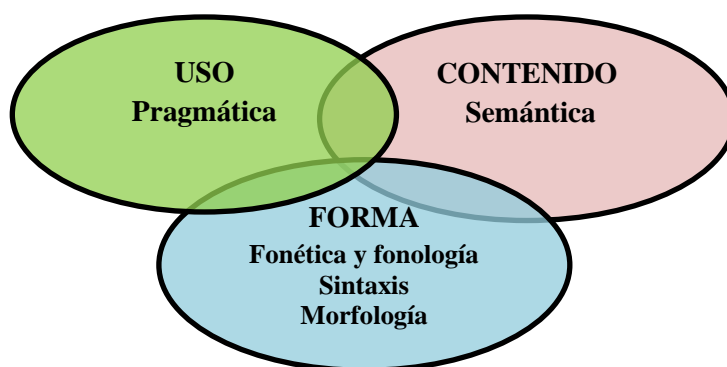 USO
Pragmática
CONTENIDO
Semántica
FORMA
Fonética y fonología
Sintaxis
Morfología